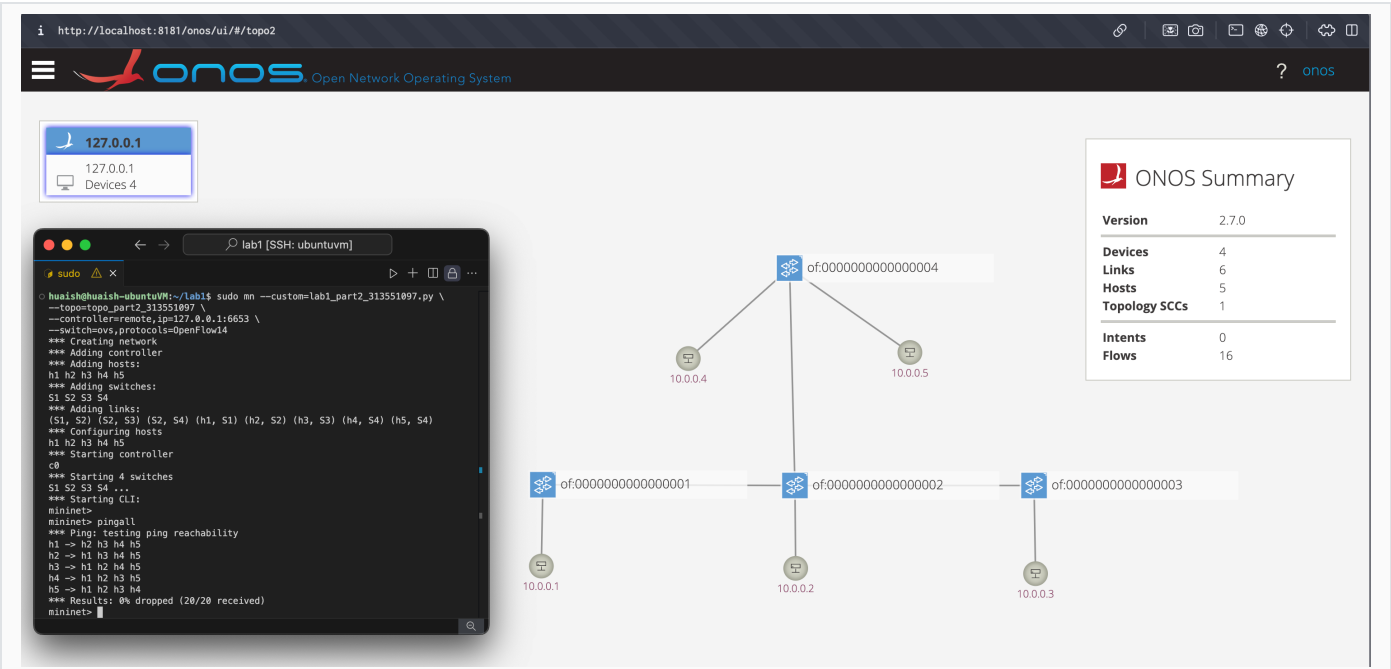 i http://localhost:8181/onos/ui/#/topo2
onos Open Network Operating System
? onos
127.0.0.1
127.0.0.1
Devices 4
ONOS Summary
Version 2.7.0
Devices 4
Links 6
Hosts 5
Topology SCCs 1
Intents 0
Flows 16
lab1 [SSH: ubuntuvm]
sudo
huaish@huaish-ubuntuVM:~/lab1$ sudo mn --custom=lab1_part2_313551097.py \
--topo=topo_part2_313551097 \
--controller=remote,ip=127.0.0.1:6653 \
--switch=ovs,protocols=OpenFlow14
*** Creating network
*** Adding controller
*** Adding hosts:
h1 h2 h3 h4 h5
*** Adding switches:
S1 S2 S3 S4
*** Adding links:
(S1, S2) (S2, S3) (S2, S4) (h1, S1) (h2, S2) (h3, S3) (h4, S4) (h5, S4)
*** Configuring hosts
h1 h2 h3 h4 h5
*** Starting controller
c0
*** Starting 4 switches
S1 S2 S3 S4 ...
*** Starting CLI:
mininet>
mininet> pingall
*** Ping: testing ping reachability
h1 -> h2 h3 h4 h5
h2 -> h1 h3 h4 h5
h3 -> h1 h2 h4 h5
h4 -> h1 h2 h3 h5
h5 -> h1 h2 h3 h4
*** Results: 0% dropped (20/20 received)
mininet>
of:0000000000000004
10.0.0.4
10.0.0.5
of:0000000000000001
of:0000000000000002
of:0000000000000003
10.0.0.1
10.0.0.2
10.0.0.3